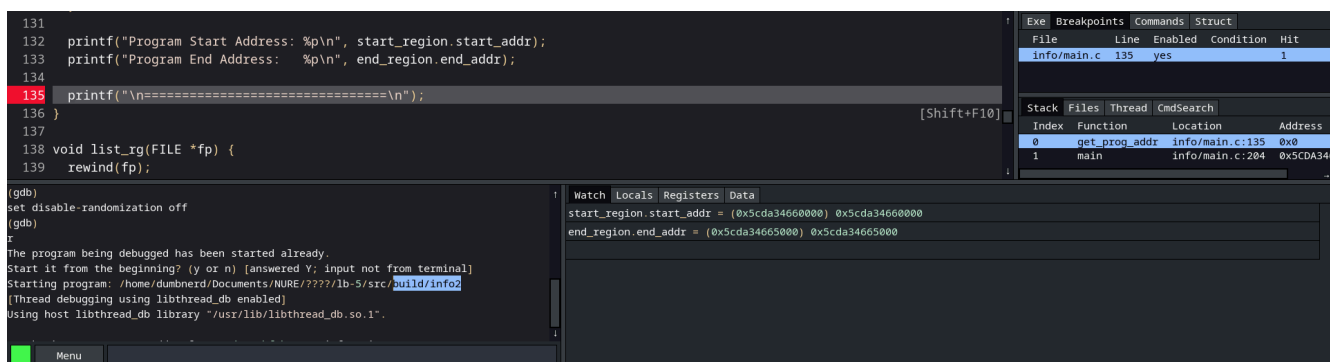 131
132 printf("Program Start Address: %p\n", start_region.start_addr);
133 printf("Program End Address:   %p\n", end_region.end_addr);
134
135 printf("\n================================\n");
136 }
[Shift+F10]
137
138 void list_rg(FILE *fp) {
139 rewind(fp);
Exe Breakpoints Commands Struct
File Line Enabled Condition Hit
info/main.c 135 yes 1
Stack Files Thread CmdSearch
Index Function Location Address
0 get_prog_addr info/main.c:135 0x0
1 main info/main.c:204 0x5CDA34
(gdb)
set disable-randomization off
(gdb)
r
The program being debugged has been started already.
Start it from the beginning? (y or n) [answered Y; input not from terminal]
Starting program: /home/dumbnerd/Documents/NURE/????/lb-5/src/build/info2
[Thread debugging using libthread_db enabled]
Using host libthread_db library "/usr/lib/libthread_db.so.1".
Menu
Watch Locals Registers Data
start_region.start_addr = (0x5cda34660000) 0x5cda34660000
end_region.end_addr = (0x5cda34665000) 0x5cda34665000